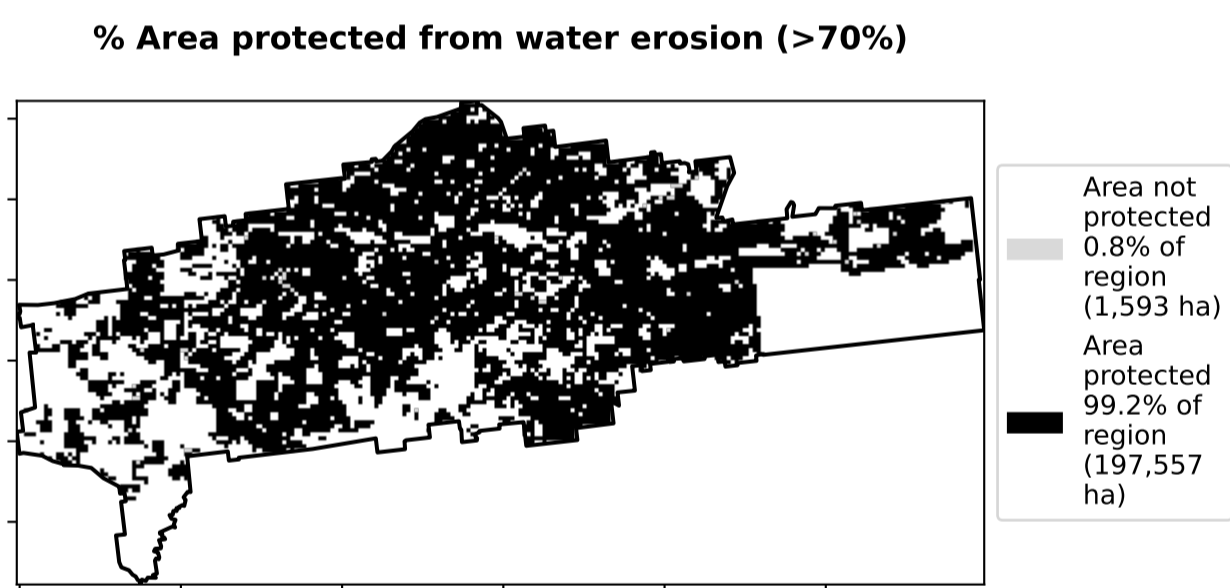 % Area protected from water erosion (>70%)
Area not
protected
0.8% of
region
(1,593 ha)
Area
protected
99.2% of
region
(197,557
ha)